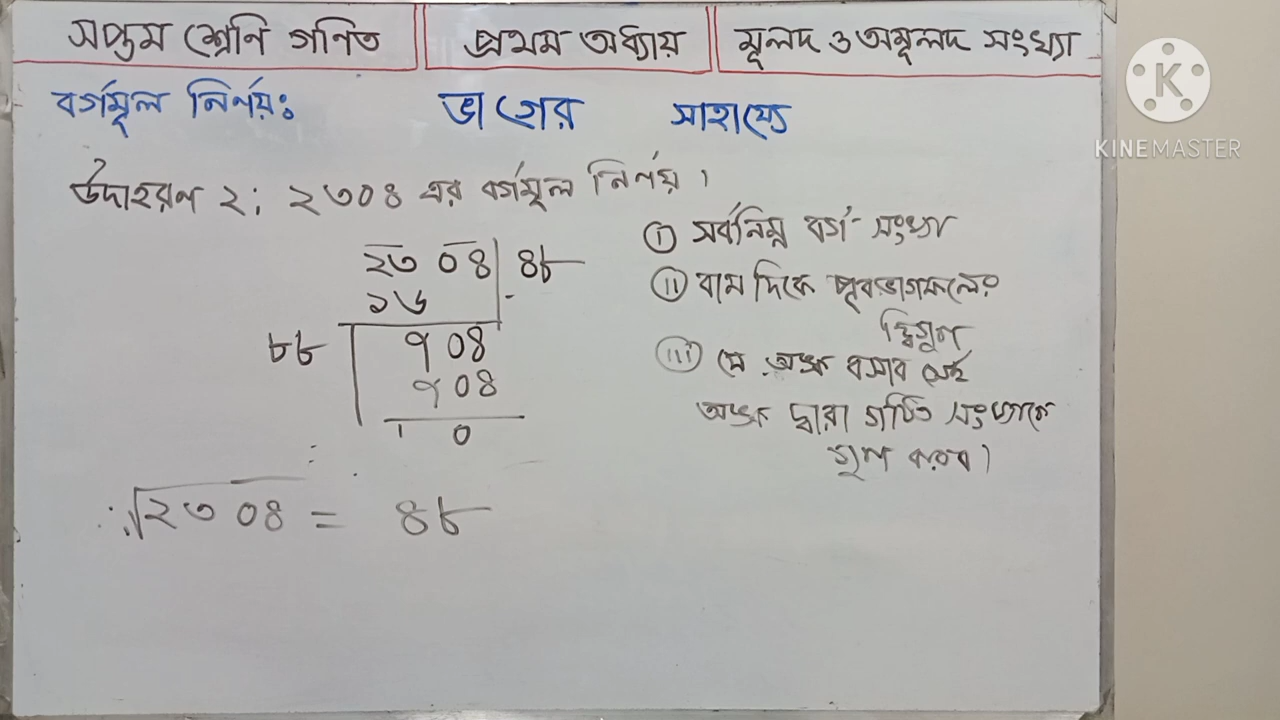 সপ্তম শ্রেনি গনিত প্রথম অধ্যায় মূলদ ও অমূলদ সংখ্যা
K
KINEMASTER
বর্গমূল নির্ণয়ঃ ভাগের সাহায্যে
উদাহরণ ২: ২৩০৪ এর বর্গমূল নির্ণয়।
২৩ ০৪ ৪৮
১৬
৮৮ ৭০৪
৭০৪
০
∴ √২৩০৪ = ৪৮
i সর্বনিম্ন বর্গ সংখ্যা
ii বাম দিকে পূর্বভাগফলের
দ্বিগুণ
iii যে অঙ্ক বসাব সেই
অঙ্ক দ্বারা গঠিত সংখ্যাকে
গুণ করব।